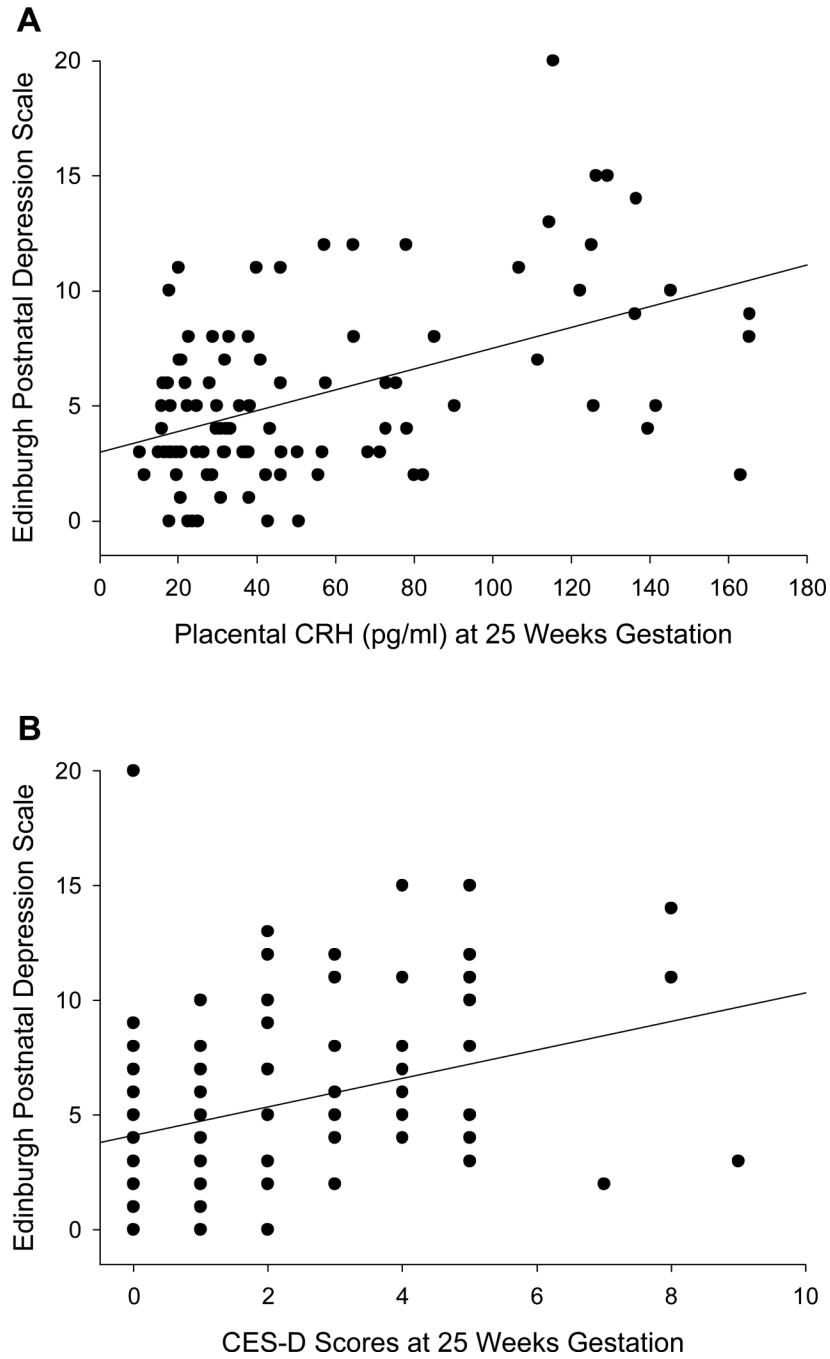 A
Edinburgh Postnatal Depression Scale
20
15
10
5
0
0 20 40 60 80 100 120 140 160 180
Placental CRH (pg/ml) at 25 Weeks Gestation
B
Edinburgh Postnatal Depression Scale
20
15
10
5
0
0 2 4 6 8 10
CES-D Scores at 25 Weeks Gestation